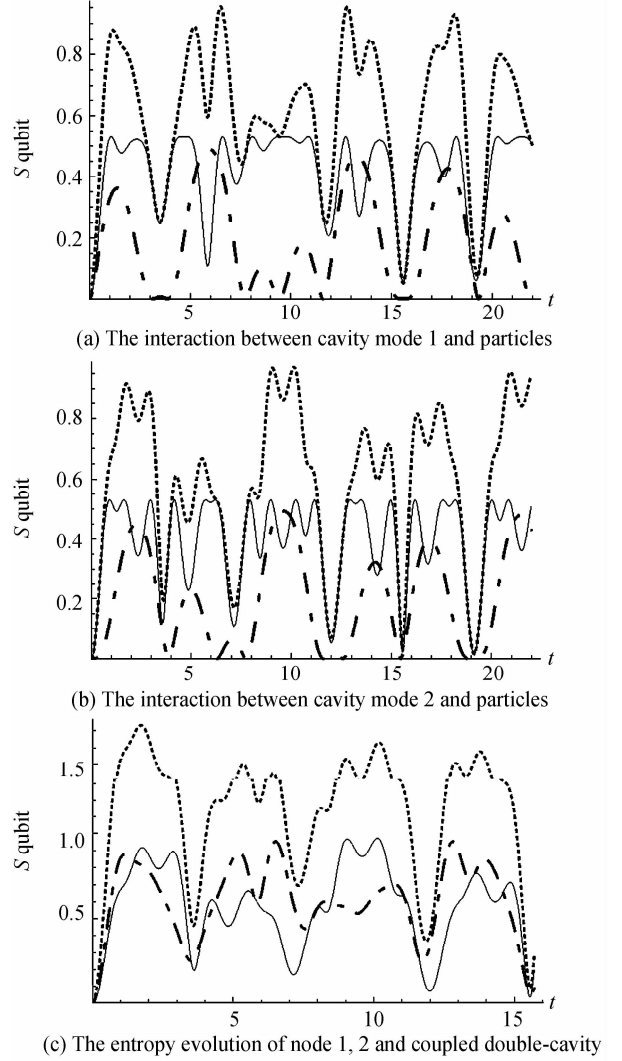 0.8
0.6
0.4
0.2
S qubit
5
10
15
20
t
(a) The interaction between cavity mode 1 and particles
0.8
0.6
0.4
0.2
S qubit
5
10
15
20
t
(b) The interaction between cavity mode 2 and particles
1.5
1.0
0.5
S qubit
5
10
15
t
(c) The entropy evolution of node 1, 2 and coupled double-cavity